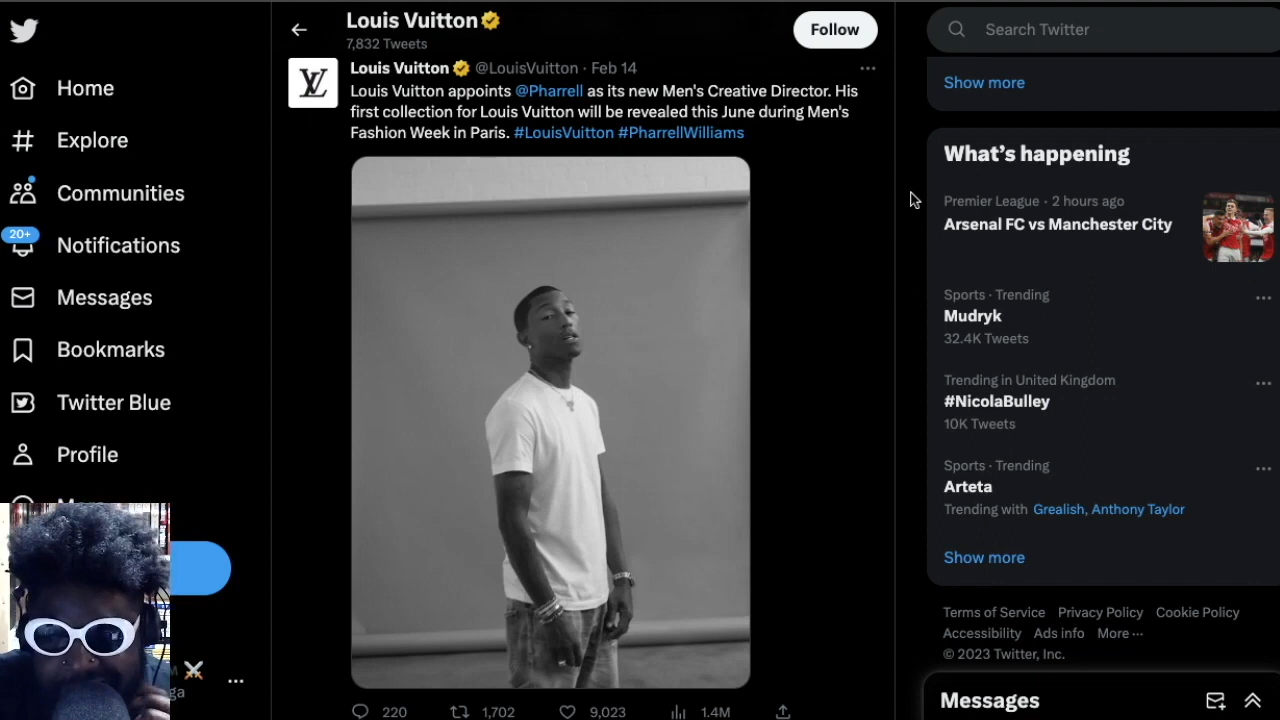 Louis Vuitton
7,832 Tweets
Follow
Search Twitter
Home
Explore
Communities
20+
Notifications
Messages
Bookmarks
Twitter Blue
Profile
LV
Louis Vuitton @LouisVuitton · Feb 14
Louis Vuitton appoints @Pharrell as its new Men's Creative Director. His
first collection for Louis Vuitton will be revealed this June during Men's
Fashion Week in Paris. #LouisVuitton #PharrellWilliams
220 1,702 9,023 1.4M
Show more
What's happening
Premier League · 2 hours ago
Arsenal FC vs Manchester City
Sports · Trending
Mudryk
32.4K Tweets
Trending in United Kingdom
#NicolaBulley
10K Tweets
Sports · Trending
Arteta
Trending with Grealish, Anthony Taylor
Show more
Terms of Service Privacy Policy Cookie Policy
Accessibility Ads info More ···
© 2023 Twitter, Inc.
Messages